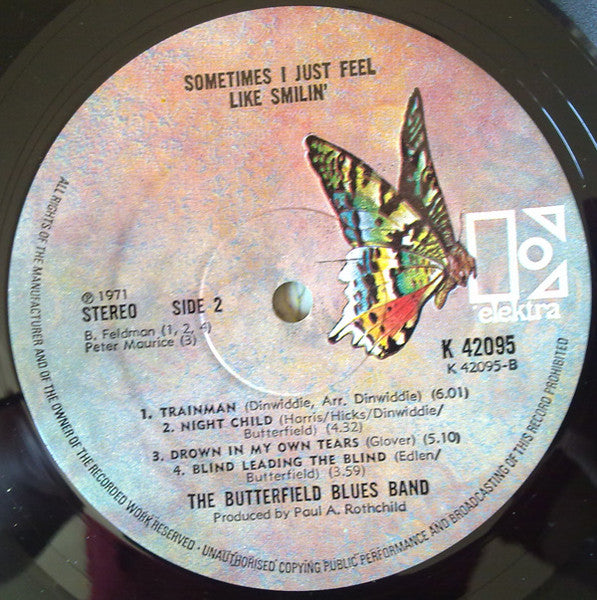 SOMETIMES I JUST FEEL
LIKE SMILIN'
elektra
℗ 1971
STEREO SIDE 2
B. Feldman (1, 2, 4)
Peter Maurice (3)
K 42095
K 42095-B
1. TRAINMAN (Dinwiddie, Arr. Dinwiddie) (6.01)
2. NIGHT CHILD (Harris/Hicks/Dinwiddie/
Butterfield) (4.32)
3. DROWN IN MY OWN TEARS (Glover) (5.10)
4. BLIND LEADING THE BLIND (Edlen/
Butterfield) (3.59)
THE BUTTERFIELD BLUES BAND
Produced by Paul A. Rothchild
ALL RIGHTS OF THE MANUFACTURER AND OF THE OWNER OF THE RECORDED WORK RESERVED - UNAUTHORISED COPYING PUBLIC PERFORMANCE AND BROADCASTING OF THIS RECORD PROHIBITED